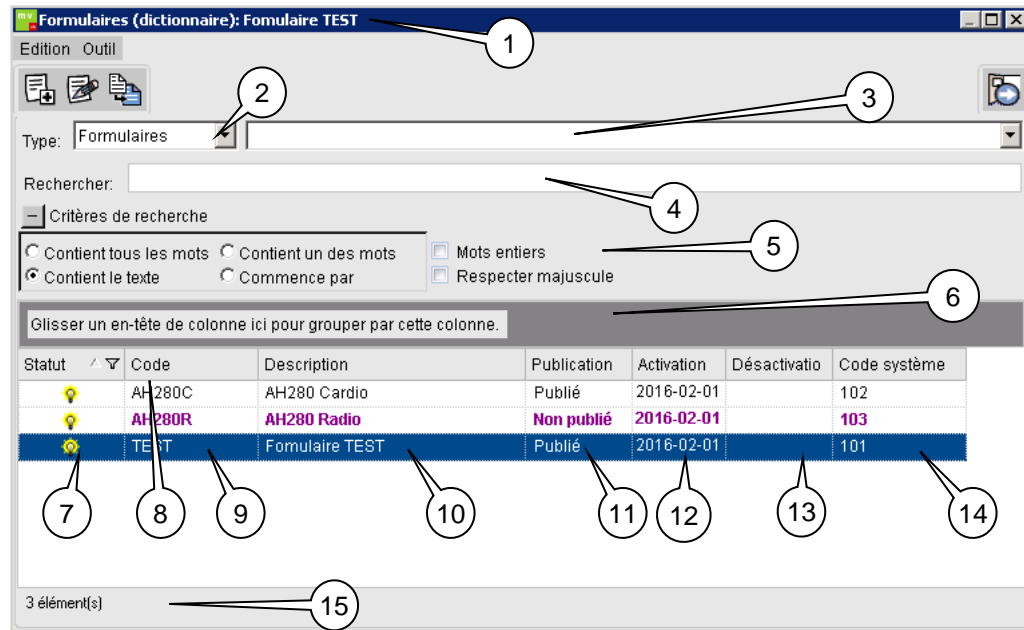 mv Formulaires (dictionnaire): Fomulaire TEST
1
Edition Outil
2
3
Type: Formulaires
Rechercher:
4
Critères de recherche
5
Contient tous les mots Contient un des mots Mots entiers
Contient le texte Commence par Respecter majuscule
6
Glisser un en-tête de colonne ici pour grouper par cette colonne.
Statut Code Description Publication Activation Désactivatio Code système
AH280C AH280 Cardio Publié 2016-02-01 102
AH280R AH280 Radio Non publié 2016-02-01 103
TEST Fomulaire TEST Publié 2016-02-01 101
7 8 9 10 11 12 13 14
3 élément(s)
15